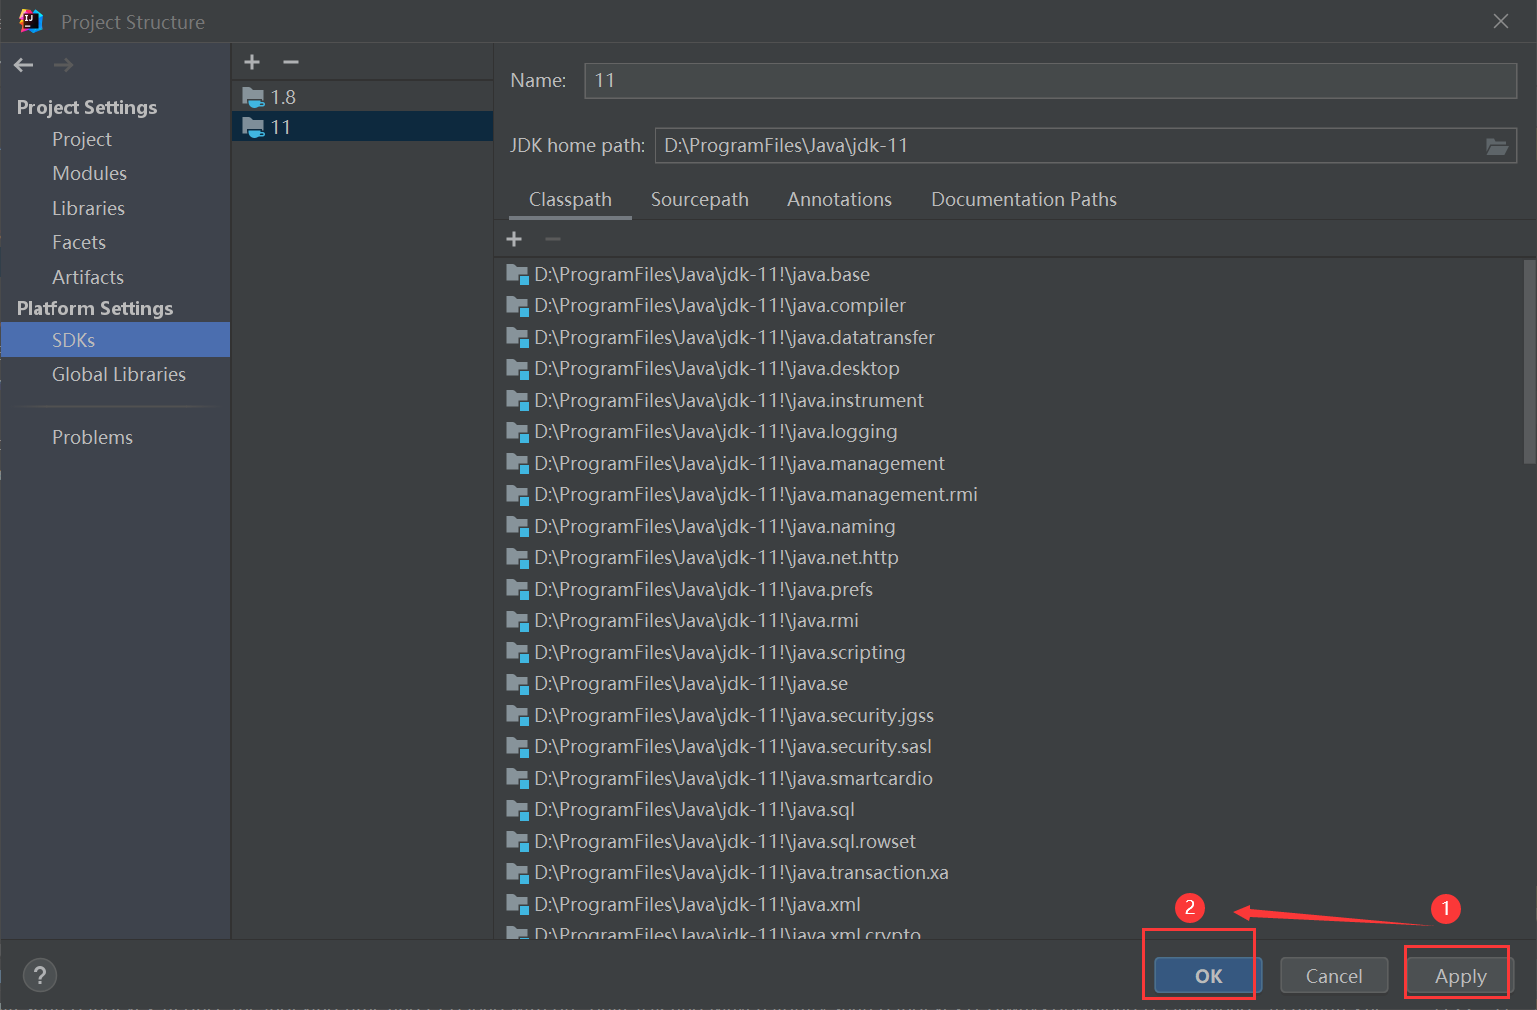 Project Structure
Project Settings
Project
Modules
Libraries
Facets
Artifacts
Platform Settings
SDKs
Global Libraries
Problems
1.8
11
Name: 11
JDK home path: D:\ProgramFiles\Java\jdk-11
Classpath Sourcepath Annotations Documentation Paths
D:\ProgramFiles\Java\jdk-11!\java.base
D:\ProgramFiles\Java\jdk-11!\java.compiler
D:\ProgramFiles\Java\jdk-11!\java.datatransfer
D:\ProgramFiles\Java\jdk-11!\java.desktop
D:\ProgramFiles\Java\jdk-11!\java.instrument
D:\ProgramFiles\Java\jdk-11!\java.logging
D:\ProgramFiles\Java\jdk-11!\java.management
D:\ProgramFiles\Java\jdk-11!\java.management.rmi
D:\ProgramFiles\Java\jdk-11!\java.naming
D:\ProgramFiles\Java\jdk-11!\java.net.http
D:\ProgramFiles\Java\jdk-11!\java.prefs
D:\ProgramFiles\Java\jdk-11!\java.rmi
D:\ProgramFiles\Java\jdk-11!\java.scripting
D:\ProgramFiles\Java\jdk-11!\java.se
D:\ProgramFiles\Java\jdk-11!\java.security.jgss
D:\ProgramFiles\Java\jdk-11!\java.security.sasl
D:\ProgramFiles\Java\jdk-11!\java.smartcardio
D:\ProgramFiles\Java\jdk-11!\java.sql
D:\ProgramFiles\Java\jdk-11!\java.sql.rowset
D:\ProgramFiles\Java\jdk-11!\java.transaction.xa
D:\ProgramFiles\Java\jdk-11!\java.xml
D:\ProgramFiles\Java\jdk-11!\java.xml.crypto
2 1
? OK Cancel Apply